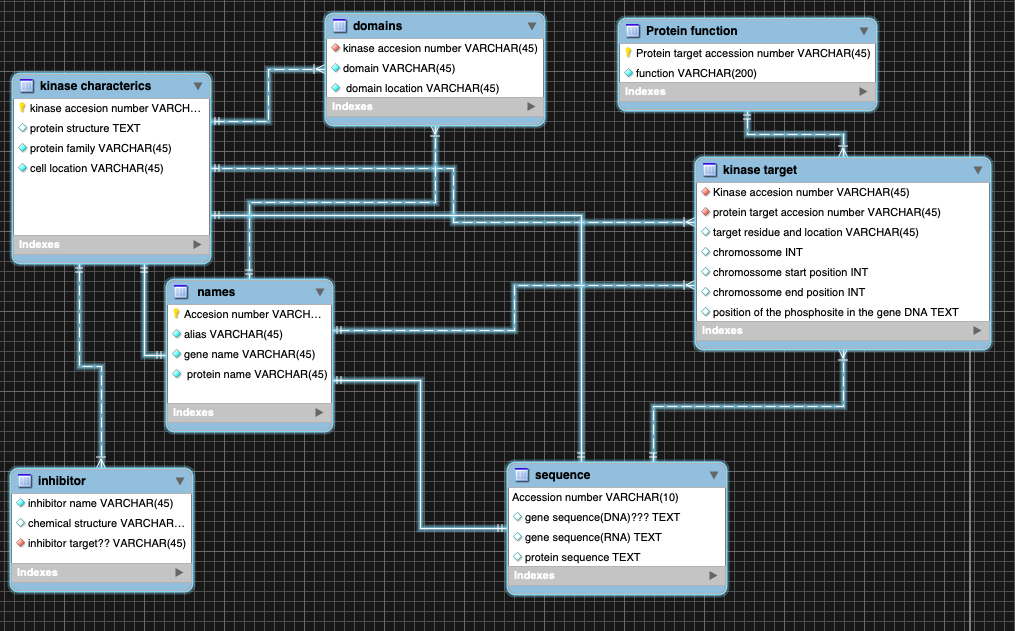 domains
kinase accesion number VARCHAR(45)
domain VARCHAR(45)
domain location VARCHAR(45)
Indexes
Protein function
Protein target accession number VARCHAR(45)
function VARCHAR(200)
Indexes
kinase characterics
kinase accesion number VARCH...
protein structure TEXT
protein family VARCHAR(45)
cell location VARCHAR(45)
Indexes
kinase target
Kinase accesion number VARCHAR(45)
protein target accesion number VARCHAR(45)
target residue and location VARCHAR(45)
chromossome INT
chromossome start position INT
chromossome end position INT
position of the phosphosite in the gene DNA TEXT
Indexes
names
Accesion number VARCH...
alias VARCHAR(45)
gene name VARCHAR(45)
protein name VARCHAR(45)
Indexes
inhibitor
inhibitor name VARCHAR(45)
chemical structure VARCHAR...
inhibitor target?? VARCHAR(45)
Indexes
sequence
Accession number VARCHAR(10)
gene sequence(DNA)??? TEXT
gene sequence(RNA) TEXT
protein sequence TEXT
Indexes